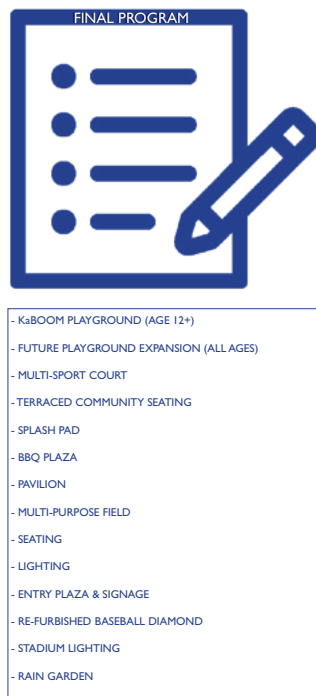 FINAL PROGRAM
- KaBOOM PLAYGROUND (AGE 12+)
- FUTURE PLAYGROUND EXPANSION (ALL AGES)
- MULTI-SPORT COURT
- TERRACED COMMUNITY SEATING
- SPLASH PAD
- BBQ PLAZA
- PAVILION
- MULTI-PURPOSE FIELD
- SEATING
- LIGHTING
- ENTRY PLAZA & SIGNAGE
- RE-FURBISHED BASEBALL DIAMOND
- STADIUM LIGHTING
- RAIN GARDEN